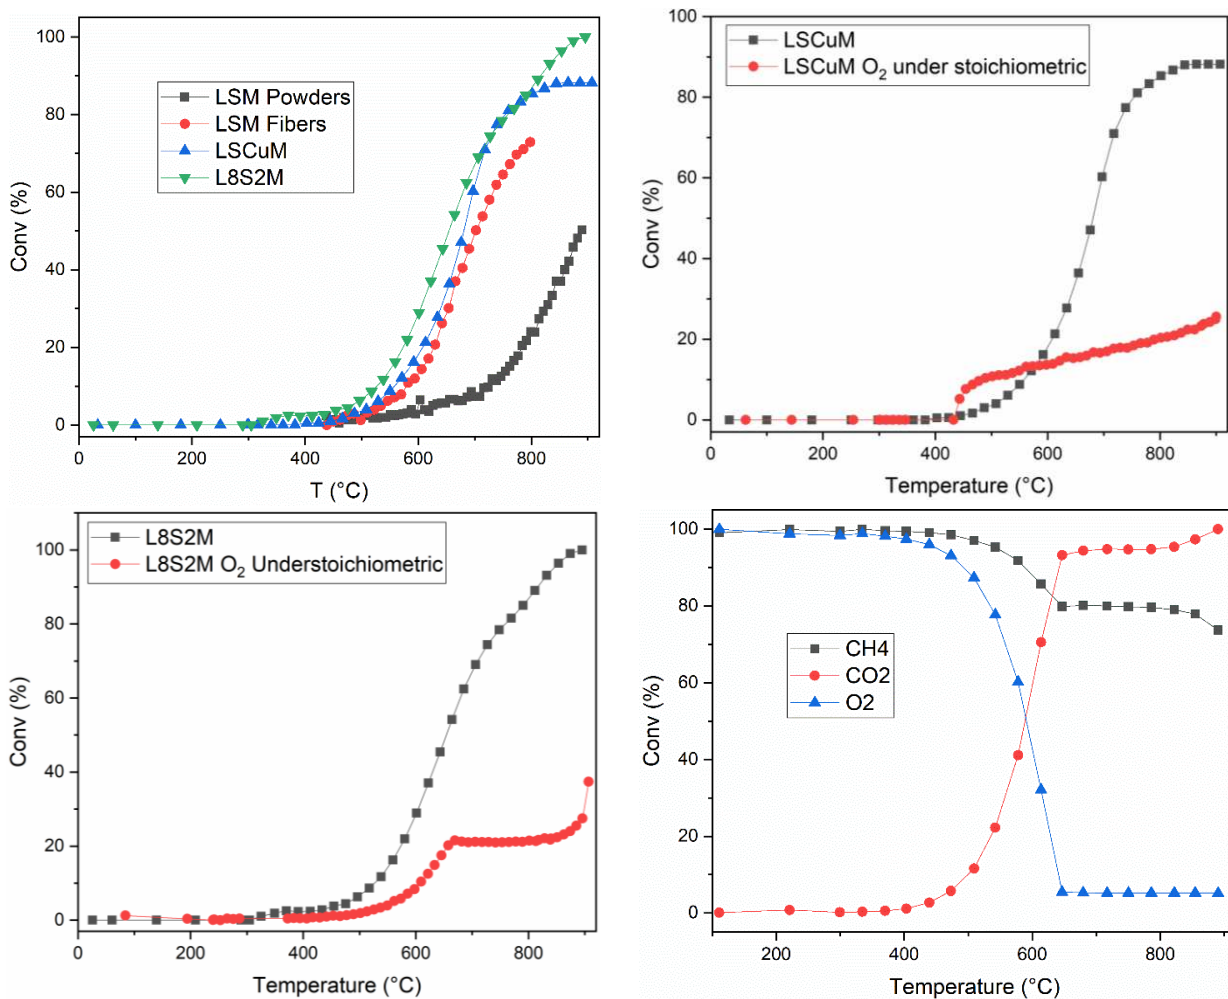 Conv (%)
100
80
60
40
20
0
LSM Powders
LSM Fibers
LSCuM
L8S2M
0 200 400 600 800
T (°C)
Conv (%)
100
80
60
40
20
0
LSCuM
LSCuM O₂ under stoichiometric
0 200 400 600 800
Temperature (°C)
Conv (%)
100
80
60
40
20
0
L8S2M
L8S2M O₂ Understoichiometric
0 200 400 600 800
Temperature (°C)
Conv (%)
100
80
60
40
20
0
CH4
CO2
O2
200 400 600 800
Temperature (°C)